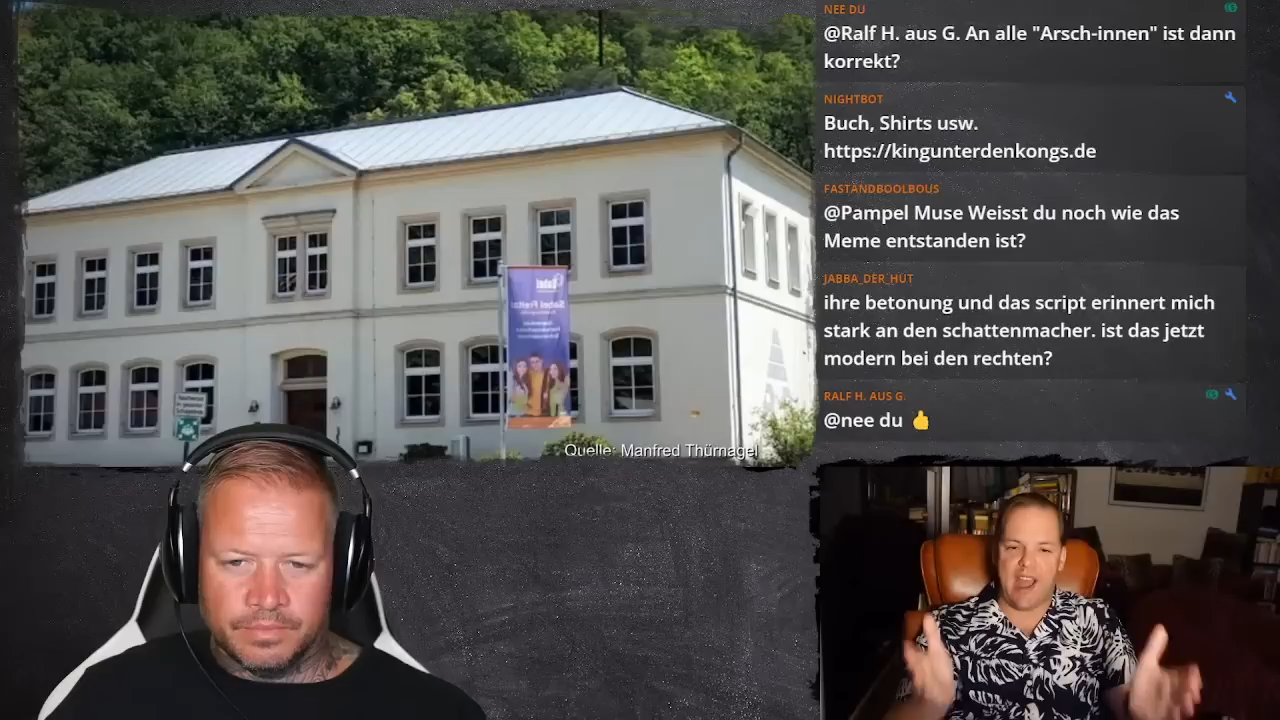 NEE DU
@Ralf H. aus G. An alle "Arsch-innen" ist dann
korrekt?
NIGHTBOT
Buch, Shirts usw.
https://kingunterdenkongs.de
FASTÄNDBOOLBOUS
@Pampel Muse Weisst du noch wie das
Meme entstanden ist?
JABBA_DER_HÜT
ihre betonung und das script erinnert mich
stark an den schattenmacher. ist das jetzt
modern bei den rechten?
RALF H. AUS G.
@nee du 👍
Quelle: Manfred Thürnagel